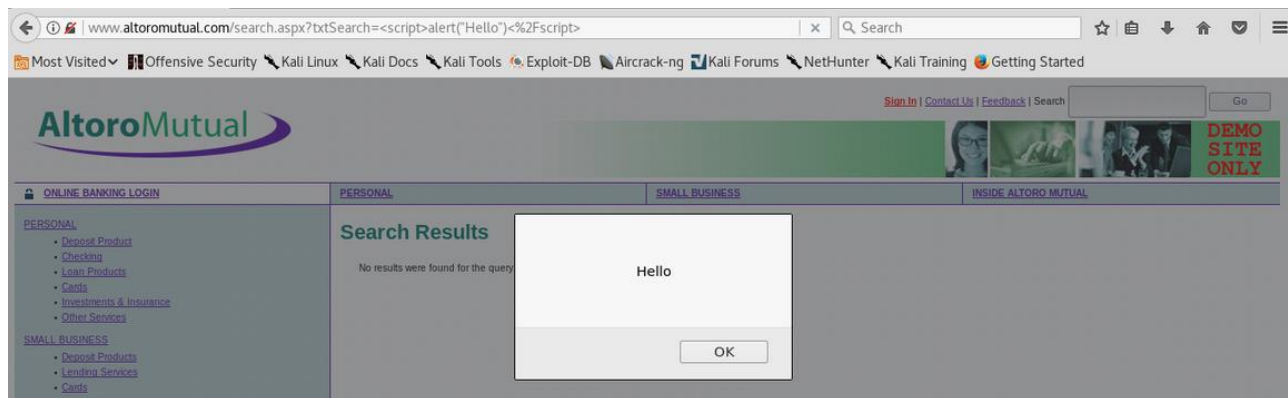 www.altoromutual.com/search.aspx?txtSearch=<script>alert("Hello")<%2Fscript>
Search
Most Visited Offensive Security Kali Linux Kali Docs Kali Tools Exploit-DB Aircrack-ng Kali Forums NetHunter Kali Training Getting Started
Sign In | Contact Us | Feedback | Search Go
AltoroMutual
DEMO
SITE
ONLY
ONLINE BANKING LOGIN PERSONAL SMALL BUSINESS INSIDE ALTORO MUTUAL
PERSONAL
• Deposit Product
• Checking
• Loan Products
• Cards
• Investments & Insurance
• Other Services
SMALL BUSINESS
• Deposit Products
• Lending Services
• Cards
Search Results
No results were found for the query
Hello
OK